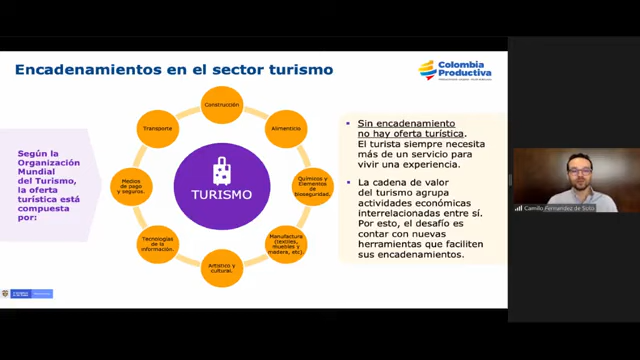 Encadenamientos en el sector turismo
Colombia
Productiva
Según la
Organización
Mundial
del Turismo,
la oferta
turística está
compuesta
por:
Construcción
Transporte
Alimenticio
Medios
de pago
y seguros.
TURISMO
Químicos y
Elementos
de
bioseguridad.
Tecnologías
de la
información.
Manufactura
(textiles,
muebles y
madera, etc).
Artístico y
cultural.
▪ Sin encadenamiento
no hay oferta turística.
El turista siempre necesita
más de un servicio para
vivir una experiencia.
▪ La cadena de valor
del turismo agrupa
actividades económicas
interrelacionadas entre sí.
Por esto, el desafío es
contar con nuevas
herramientas que faciliten
sus encadenamientos.
Camilo Fernandez de Soto